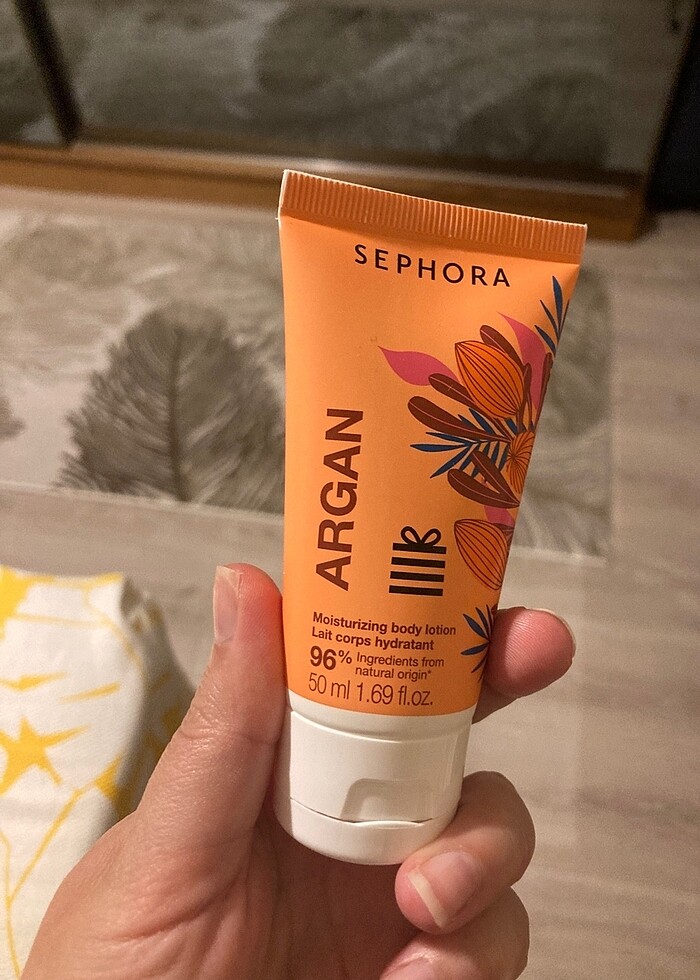 SEPHORA
ARGAN
Moisturizing body lotion
Lait corps hydratant
96% Ingredients from
natural origin*
50 ml 1.69 fl.oz.